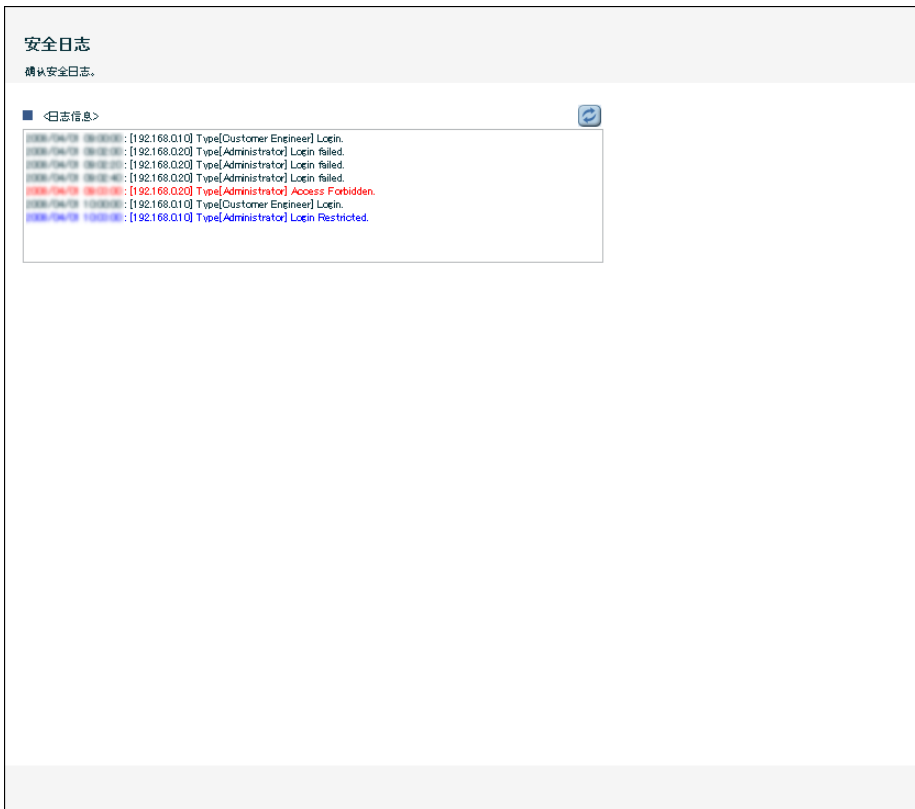 安全日志
确认安全日志。
<日志信息>
: [192.168.0.10] Type[Customer Engineer] Login.
: [192.168.0.20] Type[Administrator] Login failed.
: [192.168.0.20] Type[Administrator] Login failed.
: [192.168.0.20] Type[Administrator] Login failed.
: [192.168.0.20] Type[Administrator] Access Forbidden.
: [192.168.0.10] Type[Customer Engineer] Login.
: [192.168.0.10] Type[Administrator] Login Restricted.